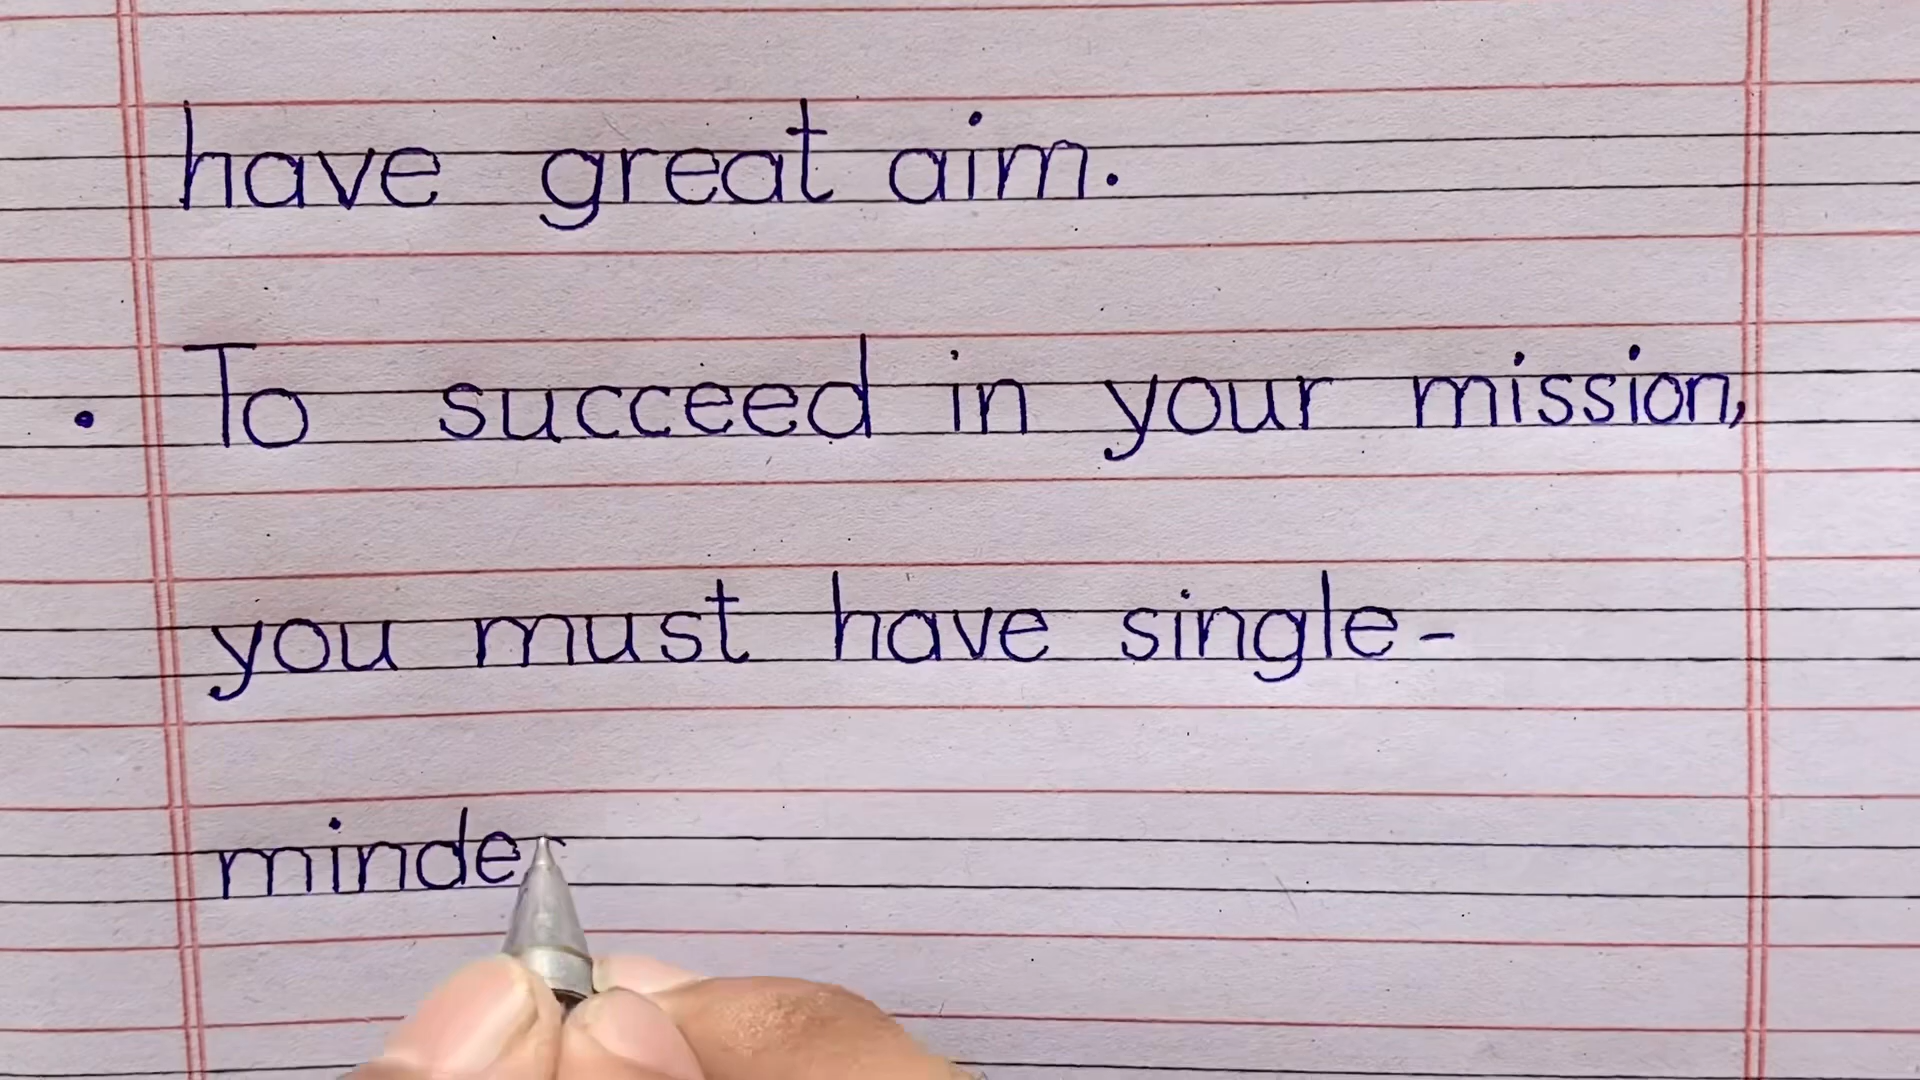 have great aim.
• To succeed in your mission,
you must have single-
minde